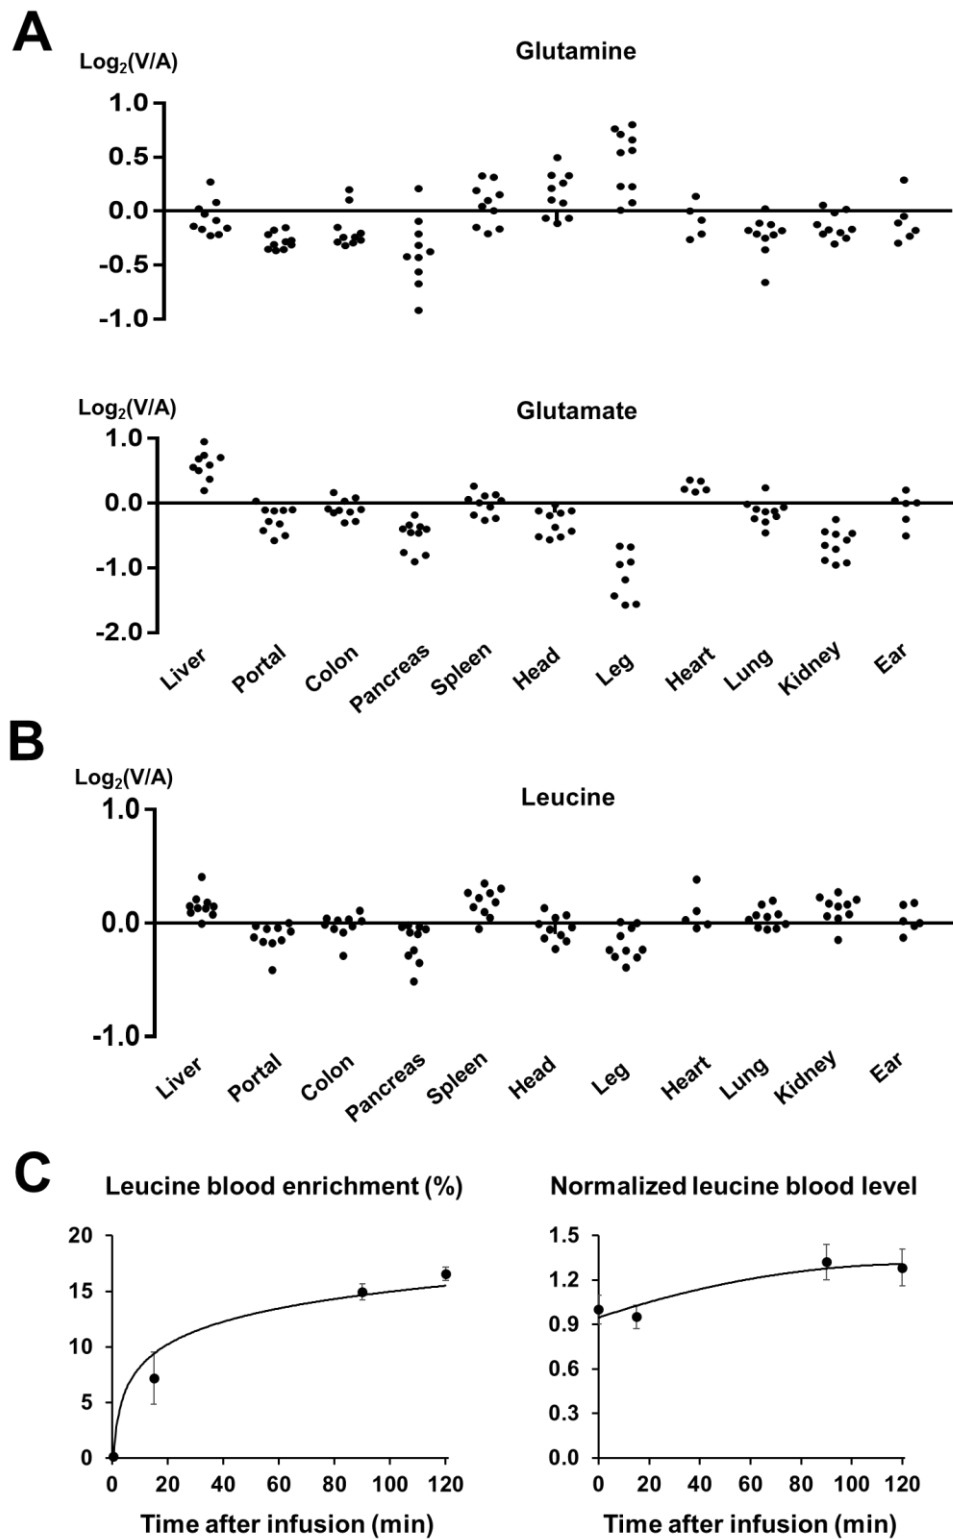 A
Log₂(V/A)
Glutamine
1.0
0.5
0.0
-0.5
-1.0
Log₂(V/A)
Glutamate
1.0
0.0
-1.0
-2.0
Liver Portal Colon Pancreas Spleen Head Leg Heart Lung Kidney Ear
B
Log₂(V/A)
Leucine
1.0
0.0
-1.0
Liver Portal Colon Pancreas Spleen Head Leg Heart Lung Kidney Ear
C
Leucine blood enrichment (%)
20
15
10
5
0
0 20 40 60 80 100 120
Time after infusion (min)
Normalized leucine blood level
1.5
1.2
0.9
0.6
0.3
0.0
0 20 40 60 80 100 120
Time after infusion (min)